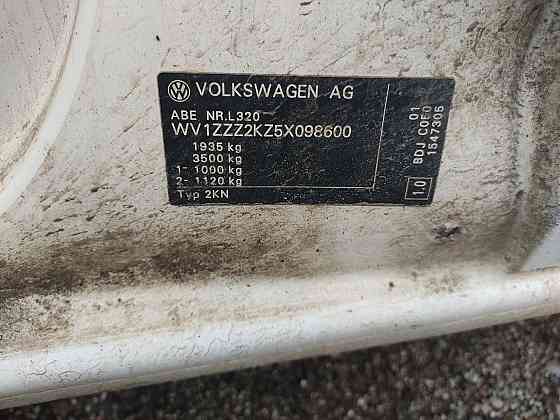 VOLKSWAGEN AG
ABE NR.L320
WV1ZZZ2KZ5X098600
1935 kg
3500 kg
1- 1000 kg
2- 1120 kg
Typ 2KN
01
BDJ C0E0
1547306
1.0